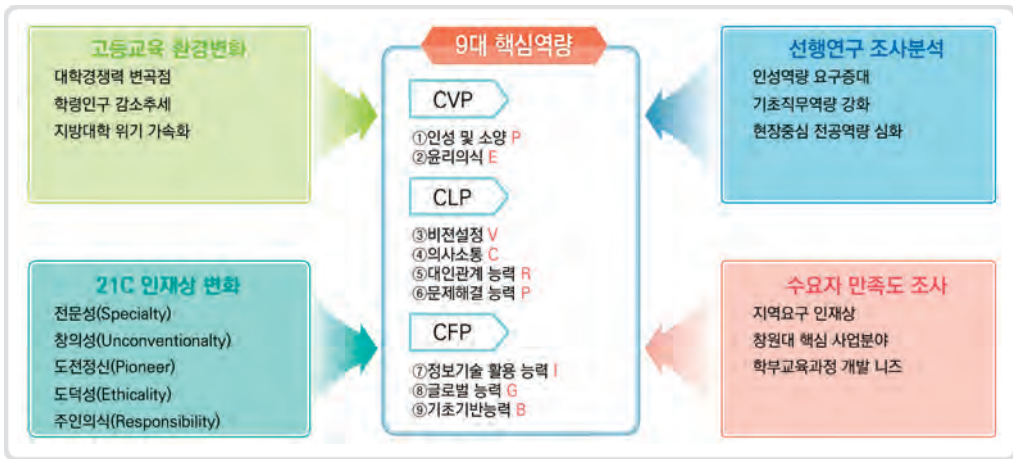 고등교육 환경변화
대학경쟁력 변곡점
학령인구 감소추세
지방대학 위기 가속화
21C 인재상 변화
전문성(Specialty)
창의성(Unconventionalty)
도전정신(Pioneer)
도덕성(Ethicality)
주인의식(Responsibility)
9대 핵심역량
CVP
①인성 및 소양 P
②윤리의식 E
CLP
③비젼설정 V
④의사소통 C
⑤대인관계 능력 R
⑥문제해결 능력 P
CFP
⑦정보기술 활용 능력 I
⑧글로벌 능력 G
⑨기초기반능력 B
선행연구 조사분석
인성역량 요구증대
기초직무역량 강화
현장중심 전공역량 심화
수요자 만족도 조사
지역요구 인재상
창원대 핵심 사업분야
학부교육과정 개발 니즈